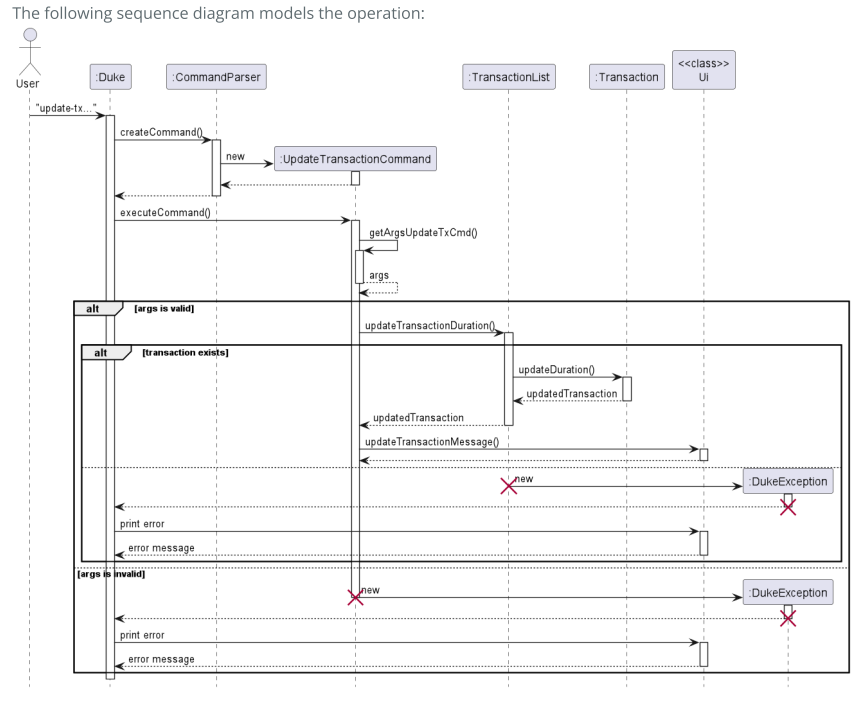 The following sequence diagram models the operation:
<<class>>
User
:Duke
:CommandParser
:TransactionList
:Transaction
Ui
"update-tx..."
createCommand()
new
:UpdateTransactionCommand
executeCommand()
getArgsUpdateTxCmd()
args
alt
[args is valid]
updateTransactionDuration()
alt
[transaction exists]
updateDuration()
updatedTransaction
updatedTransaction
updateTransactionMessage()
new
:DukeException
print error
error message
[args is invalid]
new
:DukeException
print error
error message